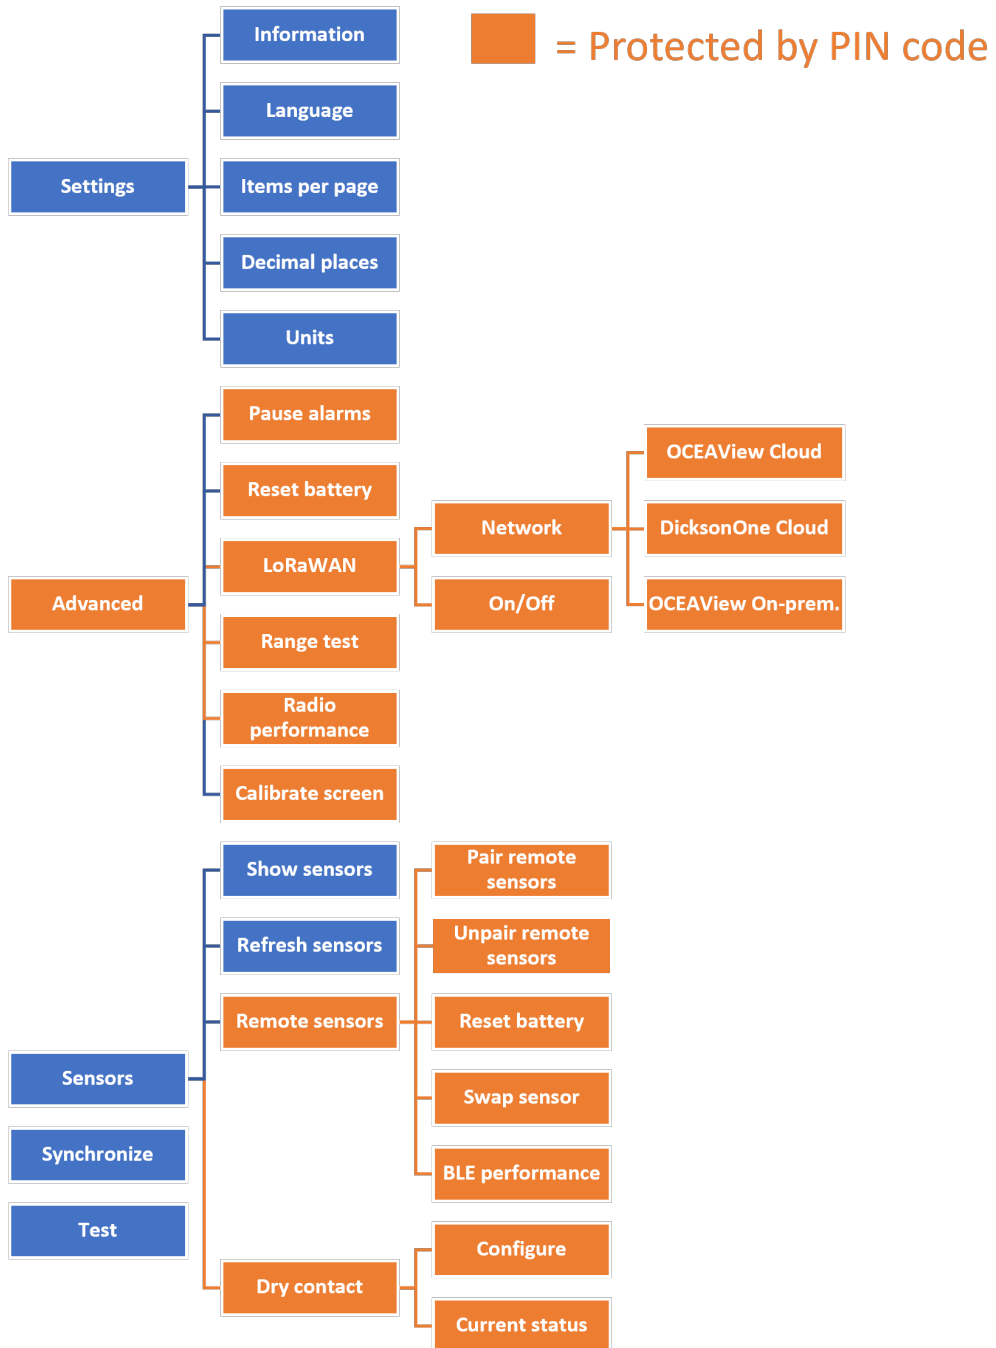 = Protected by PIN code
Information
Language
Settings
Items per page
Decimal places
Units
Pause alarms
OCEAView Cloud
Reset battery
Network
DicksonOne Cloud
LoRaWAN
Advanced
On/Off
OCEAView On-prem.
Range test
Radio
performance
Calibrate screen
Show sensors
Pair remote
sensors
Refresh sensors
Unpair remote
sensors
Remote sensors
Reset battery
Sensors
Swap sensor
Synchronize
BLE performance
Test
Configure
Dry contact
Current status